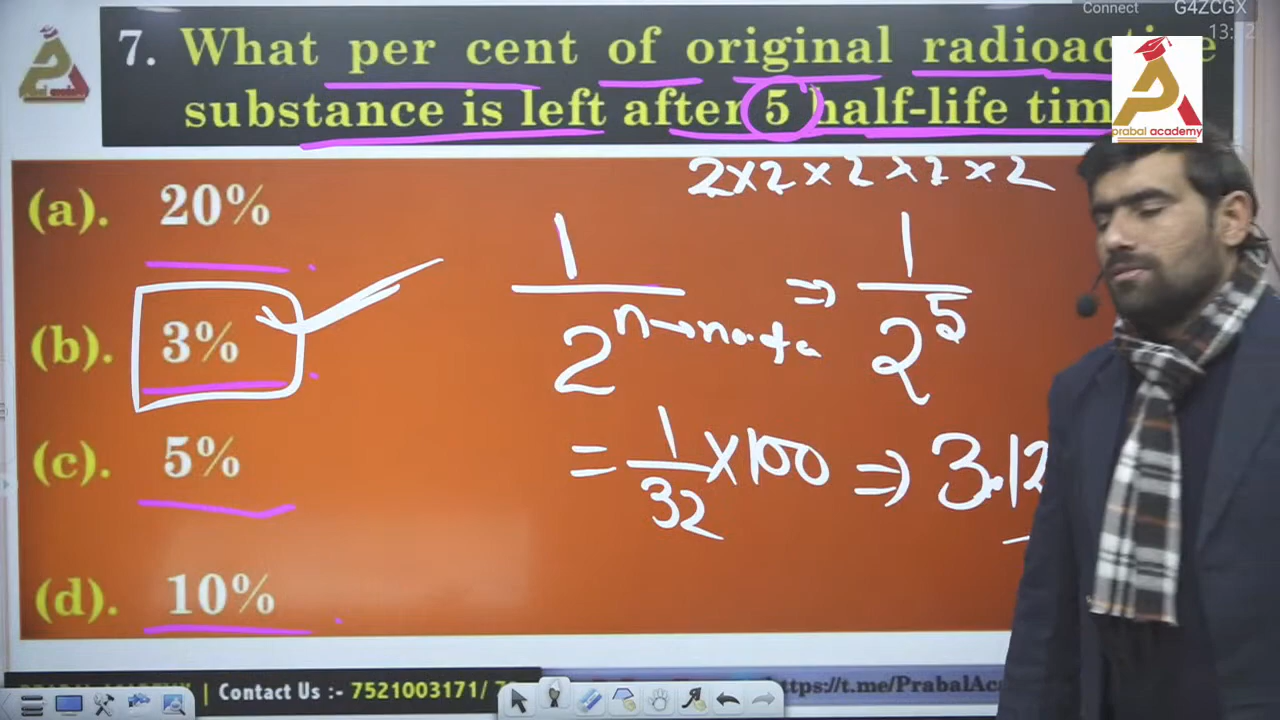 Connect G4ZCGX
7. What per cent of original radioactive
substance is left after 5 half-life tim
prabal academy
2×2×2×2×2
(a). 20%
1/2^n → no. of ⇒ 1/2^5
(b). 3%
= 1/32 × 100 ⇒ 3.12
(c). 5%
(d). 10%
| Contact Us :- 7521003171/
https://t.me/PrabalAca